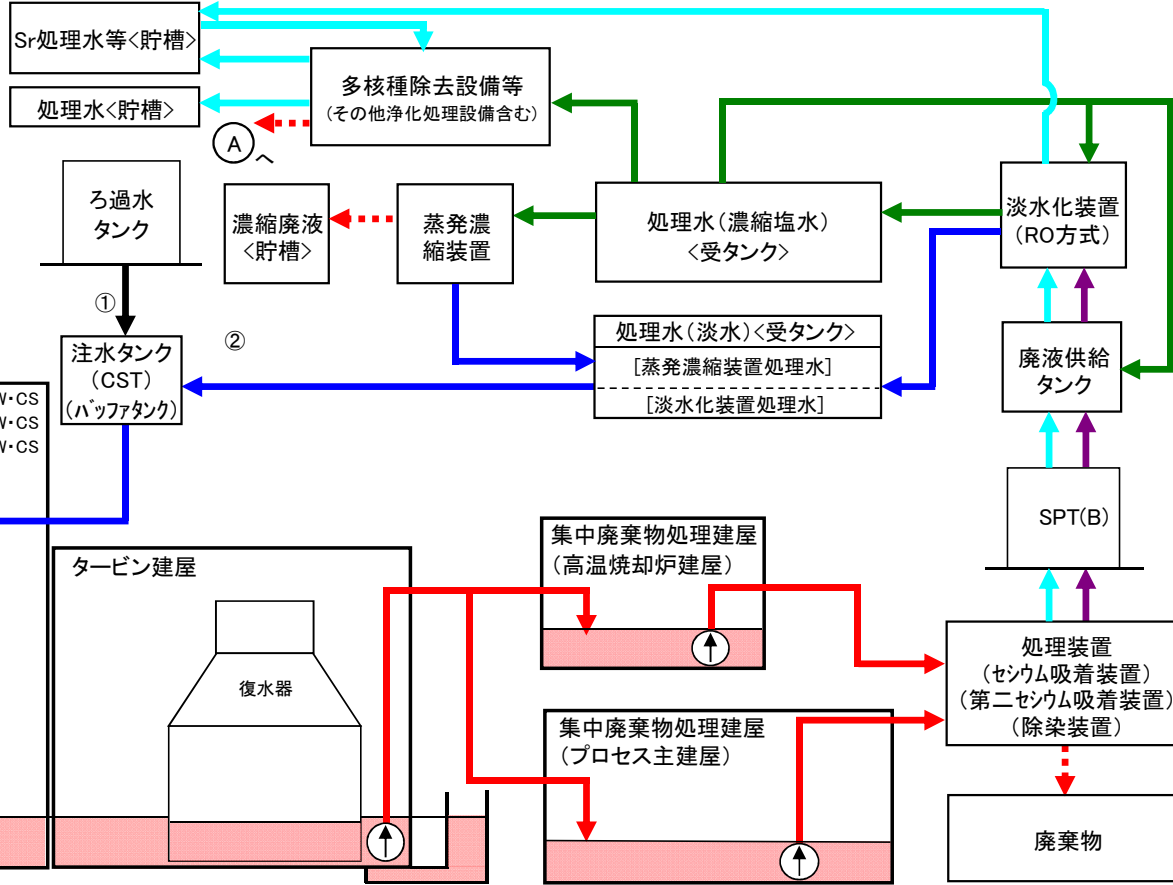 Sr処理水等<貯槽>
処理水<貯槽>
多核種除去設備等
(その他浄化処理設備含む)
A へ
ろ過水
タンク
①
濃縮廃液
<貯槽>
蒸発濃
縮装置
処理水(濃縮塩水)
<受タンク>
淡水化装置
(RO方式)
注水タンク
(CST)
(バッファタンク)
②
処理水(淡水)<受タンク>
[蒸発濃縮装置処理水]
[淡水化装置処理水]
廃液供給
タンク
W・CS
W・CS
W・CS
SPT(B)
タービン建屋
復水器
集中廃棄物処理建屋
(高温焼却炉建屋)
集中廃棄物処理建屋
(プロセス主建屋)
処理装置
(セシウム吸着装置)
(第二セシウム吸着装置)
(除染装置)
廃棄物